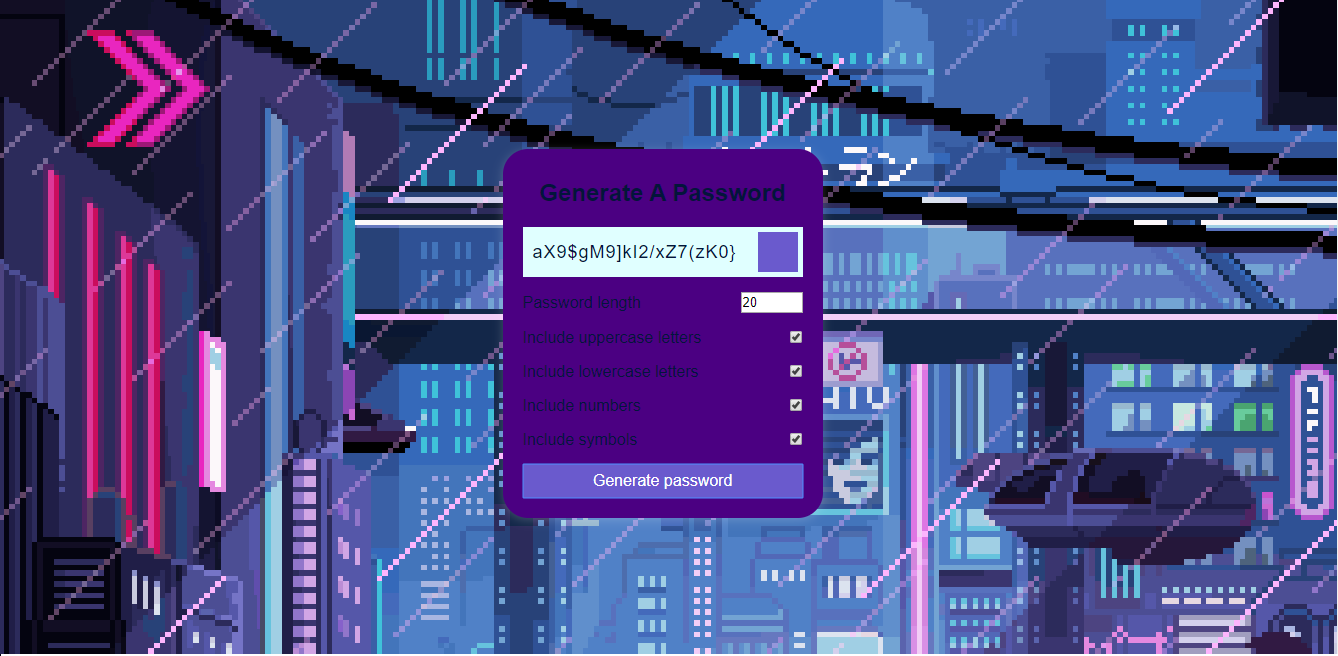 Generate A Password
aX9$gM9]kI2/xZ7(zK0}
Password length 20
Include uppercase letters
Include lowercase letters
Include numbers
Include symbols
Generate password